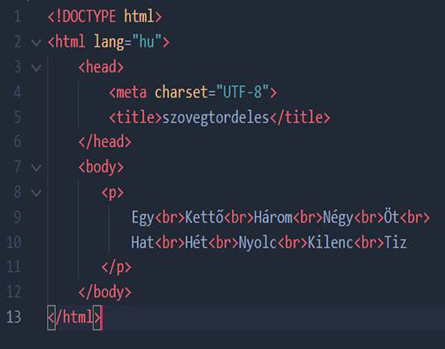 1 <!DOCTYPE html>
2 <html lang="hu">
3 <head>
4 <meta charset="UTF-8">
5 <title>szovegtordeles</title>
6 </head>
7 <body>
8 <p>
9 Egy<br>Kettő<br>Három<br>Négy<br>Öt<br>
10 Hat<br>Hét<br>Nyolc<br>Kilenc<br>Tiz
11 </p>
12 </body>
13 </html>